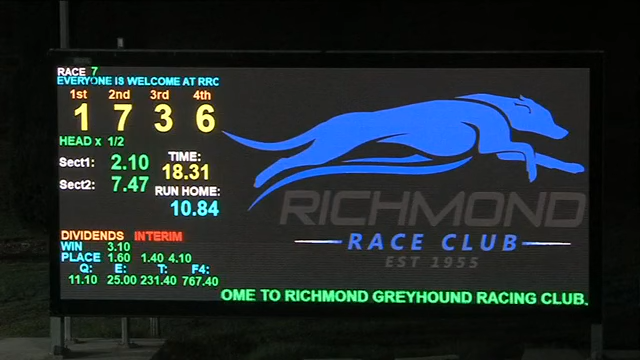 RACE 7
EVERYONE IS WELCOME AT RRC
1st 2nd 3rd 4th
1 7 3 6
HEAD x 1/2
Sect1: 2.10 TIME:
18.31
Sect2: 7.47 RUN HOME:
10.84
DIVIDENDS INTERIM
WIN 3.10
PLACE 1.60 1.40 4.10
Q: E: T: F4:
11.10 25.00 231.40 767.40
RICHMOND
RACE CLUB
EST 1955
OME TO RICHMOND GREYHOUND RACING CLUB.